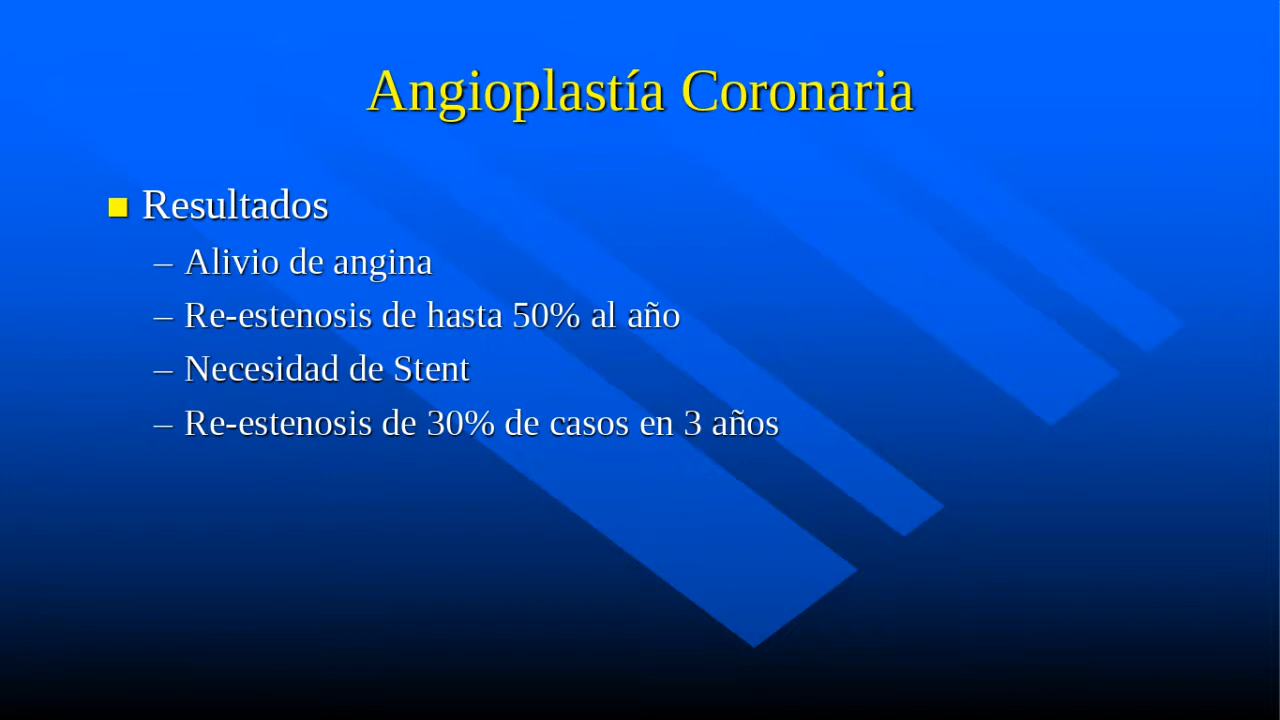 Angioplastía Coronaria
Resultados
– Alivio de angina
– Re-estenosis de hasta 50% al año
– Necesidad de Stent
– Re-estenosis de 30% de casos en 3 años